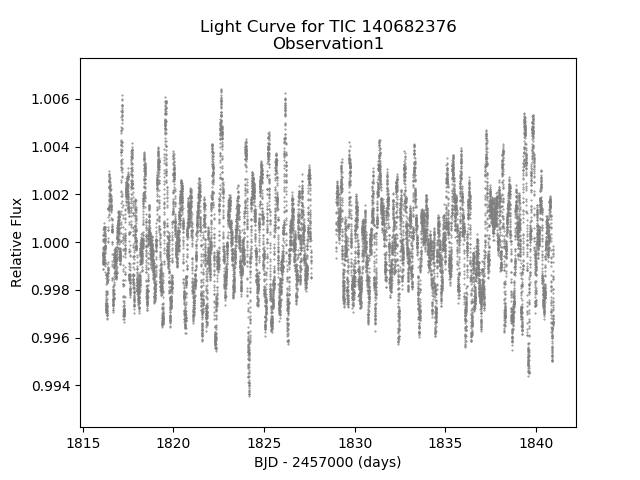 Light Curve for TIC 140682376
Observation1
1.006
1.004
1.002
1.000
0.998
0.996
0.994
Relative Flux
1815 1820 1825 1830 1835 1840
BJD - 2457000 (days)